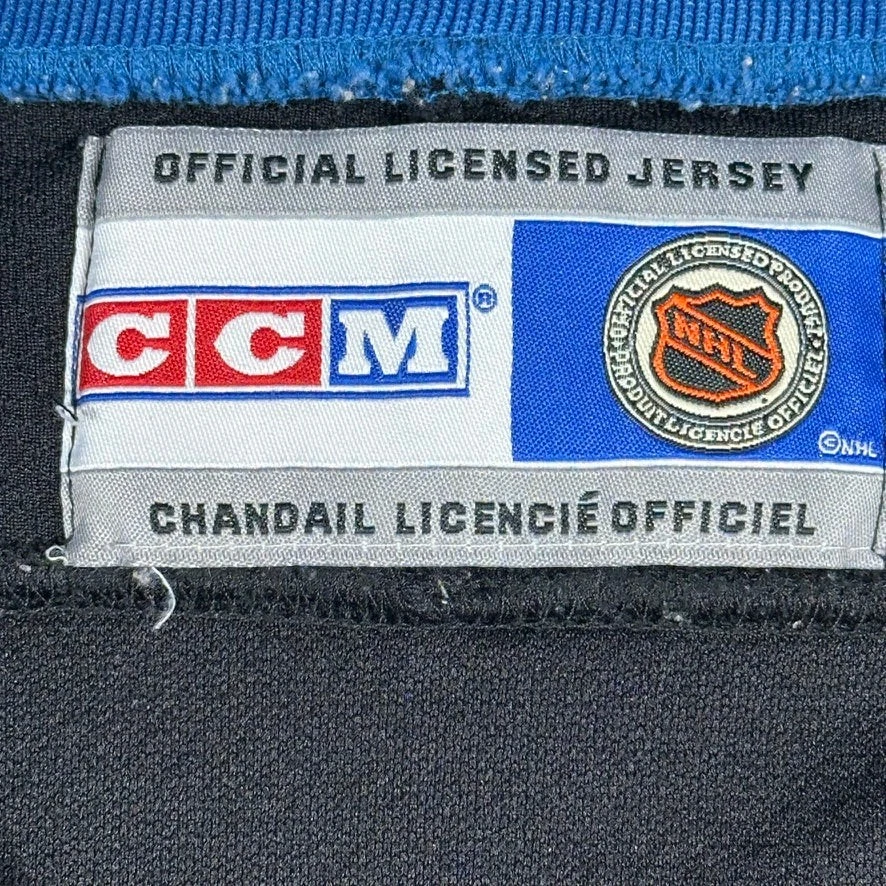 OFFICIAL LICENSED JERSEY
CCM®
OFFICIAL LICENSED PRODUCT
NHL
PRODUIT LICENCIÉ OFFICIEL
©NHL
CHANDAIL LICENCIÉ OFFICIEL